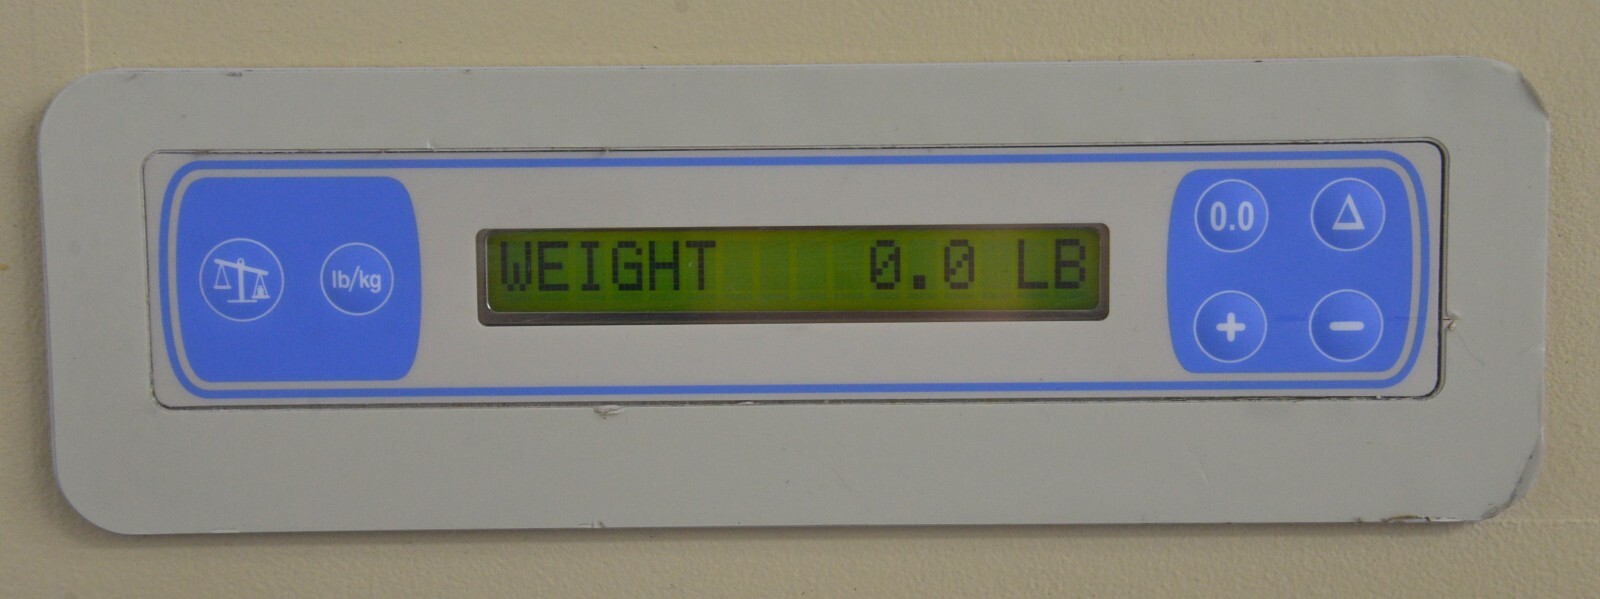 lb/kg
WEIGHT 0.0 LB
0.0 Δ
+ -